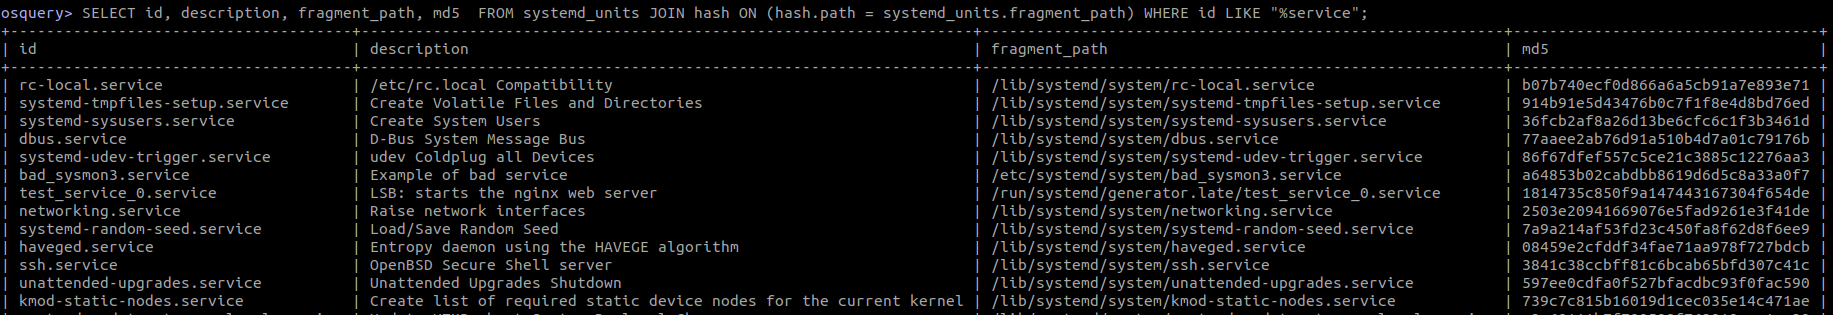 osquery> SELECT id, description, fragment_path, md5  FROM systemd_units JOIN hash ON (hash.path = systemd_units.fragment_path) WHERE id LIKE "%service";
| id | description | fragment_path | md5 |
| rc-local.service | /etc/rc.local Compatibility | /lib/systemd/system/rc-local.service | b07b740ecf0d866a6a5cb91a7e893e71 |
| systemd-tmpfiles-setup.service | Create Volatile Files and Directories | /lib/systemd/system/systemd-tmpfiles-setup.service | 914b91e5d43476b0c7f1f8e4d8bd76ed |
| systemd-sysusers.service | Create System Users | /lib/systemd/system/systemd-sysusers.service | 36fcb2af8a26d13be6cfc6c1f3b3461d |
| dbus.service | D-Bus System Message Bus | /lib/systemd/system/dbus.service | 77aaee2ab76d91a510b4d7a01c79176b |
| systemd-udev-trigger.service | udev Coldplug all Devices | /lib/systemd/system/systemd-udev-trigger.service | 86f67dfef557c5ce21c3885c12276aa3 |
| bad_sysmon3.service | Example of bad service | /etc/systemd/system/bad_sysmon3.service | a64853b02cabdbb8619d6d5c8a33a0f7 |
| test_service_0.service | LSB: starts the nginx web server | /run/systemd/generator.late/test_service_0.service | 1814735c850f9a147443167304f654de |
| networking.service | Raise network interfaces | /lib/systemd/system/networking.service | 2503e20941669076e5fad9261e3f41de |
| systemd-random-seed.service | Load/Save Random Seed | /lib/systemd/system/systemd-random-seed.service | 7a9a214af53fd23c450fa8f62d8f6ee9 |
| haveged.service | Entropy daemon using the HAVEGE algorithm | /lib/systemd/system/haveged.service | 08459e2cfddf34fae71aa978f727bdcb |
| ssh.service | OpenBSD Secure Shell server | /lib/systemd/system/ssh.service | 3841c38ccbff81c6bcab65bfd307c41c |
| unattended-upgrades.service | Unattended Upgrades Shutdown | /lib/systemd/system/unattended-upgrades.service | 597ee0cdfa0f527bfacdbc93f0fac590 |
| kmod-static-nodes.service | Create list of required static device nodes for the current kernel | /lib/systemd/system/kmod-static-nodes.service | 739c7c815b16019d1cec035e14c471ae |